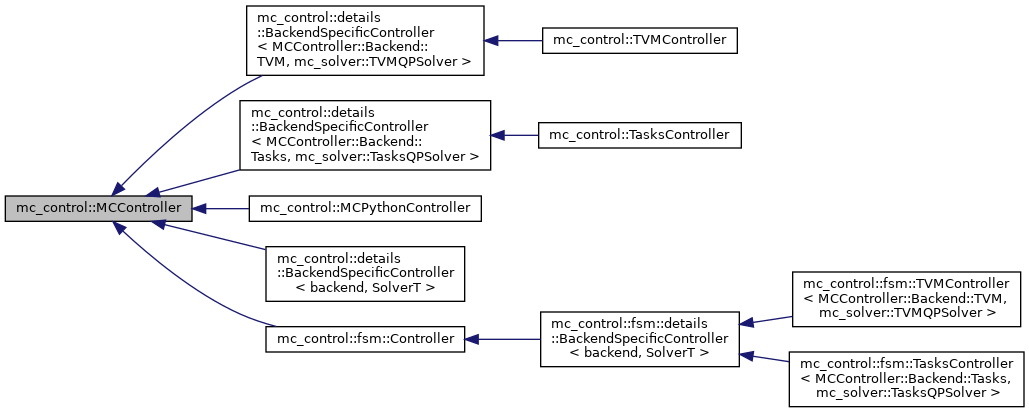 mc_control::details
::BackendSpecificController
< MCController::Backend::
TVM, mc_solver::TVMQPSolver >
mc_control::TVMController
mc_control::details
::BackendSpecificController
< MCController::Backend::
Tasks, mc_solver::TasksQPSolver >
mc_control::TasksController
mc_control::MCController
mc_control::MCPythonController
mc_control::details
::BackendSpecificController
< backend, SolverT >
mc_control::fsm::Controller
mc_control::fsm::details
::BackendSpecificController
< backend, SolverT >
mc_control::fsm::TVMController
< MCController::Backend::TVM,
mc_solver::TVMQPSolver >
mc_control::fsm::TasksController
< MCController::Backend::Tasks,
mc_solver::TasksQPSolver >